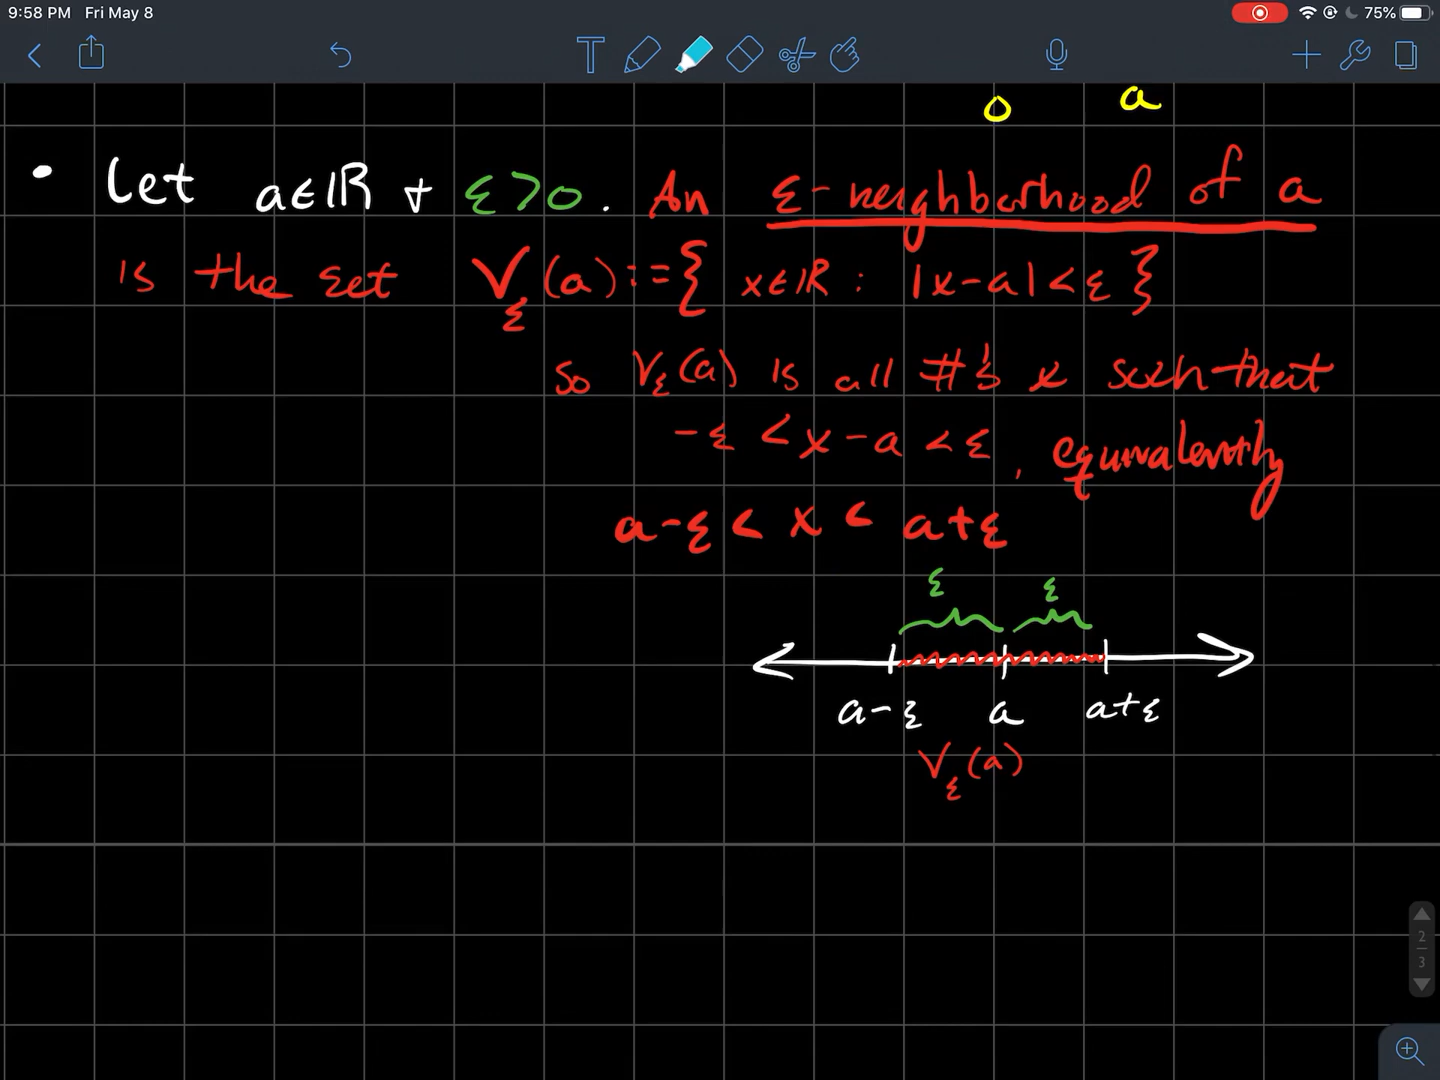 9:58 PM Fri May 8
75%
T
0 a
• Let a∈ℝ + ε>0. An ε-neighborhood of a
is the set V_ε(a):={ x∈ℝ : |x-a|<ε }
so V_ε(a) is all #'s x such that
-ε < x-a < ε, equivalently
a-ε < x < a+ε
ε ε
a-ε a a+ε
V_ε(a)
2
3